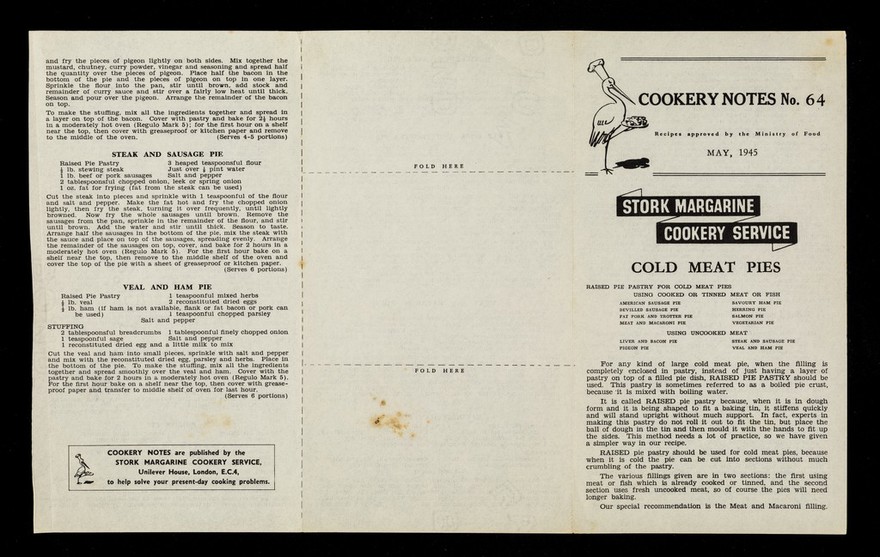 and fry the pieces of pigeon lightly on both sides. Mix together the
mustard, chutney, curry powder, vinegar and seasoning and spread half
the quantity over the pieces of pigeon. Place half the bacon in the
bottom of the pie and the pieces of pigeon on top in one layer.
Sprinkle the flour into the pan, stir until brown, add stock and
remainder of curry sauce and stir over a fairly low heat until thick.
Season and pour over the pigeon. Arrange the remainder of the bacon
on top.
To make the stuffing, mix all the ingredients together and spread in
a layer on top of the bacon. Cover with pastry and bake for 2½ hours
in a moderately hot oven (Regulo Mark 5); for the first hour on a shelf
near the top, then cover with greaseproof or kitchen paper and remove
to the middle of the oven. (Serves 4-5 portions)
STEAK AND SAUSAGE PIE
Raised Pie Pastry 3 heaped teaspoonsful flour
½ lb. stewing steak Just over ¼ pint water
1 lb. beef or pork sausages Salt and pepper
2 tablespoonsful chopped onion, leek or spring onion
1 oz. fat for frying (fat from the steak can be used)
Cut the steak into pieces and sprinkle with 1 teaspoonful of the flour
and salt and pepper. Make the fat hot and fry the chopped onion
lightly, then fry the steak, turning it over frequently, until lightly
browned. Now fry the whole sausages until brown. Remove the
sausages from the pan, sprinkle in the remainder of the flour, and stir
until brown. Add the water and stir until thick. Season to taste.
Arrange half the sausages in the bottom of the pie, mix the steak with
the sauce and place on top of the sausages, spreading evenly. Arrange
the remainder of the sausages on top, cover, and bake for 2 hours in a
moderately hot oven (Regulo Mark 5). For the first hour bake on a
shelf near the top, then remove to the middle shelf of the oven and
cover the top of the pie with a sheet of greaseproof or kitchen paper.
(Serves 6 portions)
VEAL AND HAM PIE
Raised Pie Pastry 1 teaspoonful mixed herbs
½ lb. veal 2 reconstituted dried eggs
½ lb. ham (if ham is not available, flank or fat bacon or pork can
be used) 1 teaspoonful chopped parsley
Salt and pepper
STUFFING
2 tablespoonsful breadcrumbs 1 tablespoonful finely chopped onion
1 teaspoonful sage Salt and pepper
1 reconstituted dried egg and a little milk to mix
Cut the veal and ham into small pieces, sprinkle with salt and pepper
and mix with the reconstituted dried egg, parsley and herbs. Place in
the bottom of the pie. To make the stuffing, mix all the ingredients
together and spread smoothly over the veal and ham. Cover with the
pastry and bake for 2 hours in a moderately hot oven (Regulo Mark 5).
For the first hour bake on a shelf near the top, then cover with grease-
proof paper and transfer to middle shelf of oven for last hour.
(Serves 6 portions)
COOKERY NOTES are published by the
STORK MARGARINE COOKERY SERVICE,
Unilever House, London, E.C.4,
to help solve your present-day cooking problems.
FOLD HERE
FOLD HERE
COOKERY NOTES No. 64
Recipes approved by the Ministry of Food
MAY, 1945
STORK MARGARINE
COOKERY SERVICE
COLD MEAT PIES
RAISED PIE PASTRY FOR COLD MEAT PIES
USING COOKED OR TINNED MEAT OR FISH
AMERICAN SAUSAGE PIE SAVOURY HAM PIE
DEVILLED SAUSAGE PIE HERRING PIE
FAT PORK AND TROTTER PIE SALMON PIE
MEAT AND MACARONI PIE VEGETARIAN PIE
USING UNCOOKED MEAT
LIVER AND BACON PIE STEAK AND SAUSAGE PIE
PIGEON PIE VEAL AND HAM PIE
For any kind of large cold meat pie, when the filling is
completely enclosed in pastry, instead of just having a layer of
pastry on top of a filled pie dish, RAISED PIE PASTRY should be
used. This pastry is sometimes referred to as a boiled pie crust,
because it is mixed with boiling water.
It is called RAISED pie pastry because, when it is in dough
form and it is being shaped to fit a baking tin, it stiffens quickly
and will stand upright without much support. In fact, experts in
making this pastry do not roll it out to fit the tin, but place the
ball of dough in the tin and then mould it with the hands to fit up
the sides. This method needs a lot of practice, so we have given
a simpler way in our recipe.
RAISED pie pastry should be used for cold meat pies, because
when it is cold the pie can be cut into sections without much
crumbling of the pastry.
The various fillings given are in two sections: the first using
meat or fish which is already cooked or tinned, and the second
section uses fresh uncooked meat, so of course the pies will need
longer baking.
Our special recommendation is the Meat and Macaroni filling.